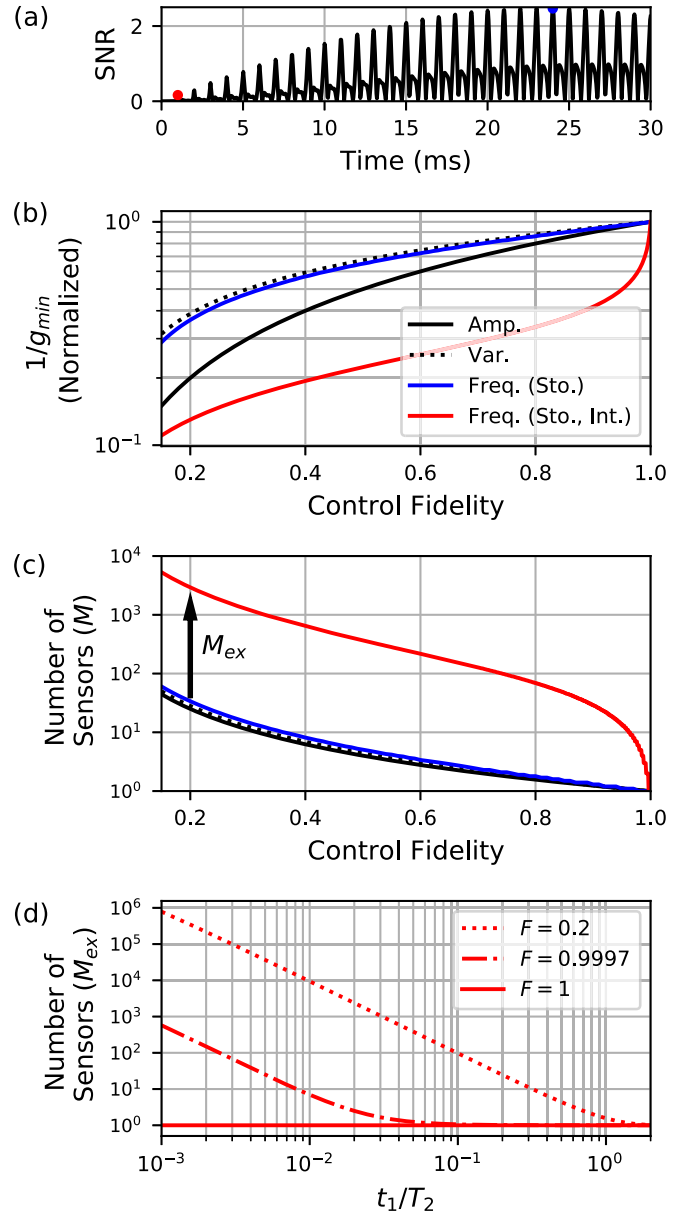 (a)
SNR
0
2
0
5
10
15
20
25
30
Time (ms)
(b)
1/g_min
(Normalized)
10^0
10^−1
Amp.
Var.
Freq. (Sto.)
Freq. (Sto., Int.)
0.2
0.4
0.6
0.8
1.0
Control Fidelity
(c)
Number of
Sensors (M)
10^4
10^3
10^2
10^1
10^0
M_ex
0.2
0.4
0.6
0.8
1.0
Control Fidelity
(d)
Number of
Sensors (M_ex)
10^6
10^5
10^4
10^3
10^2
10^1
10^0
F = 0.2
F = 0.9997
F = 1
10^−3
10^−2
10^−1
10^0
t_1/T_2